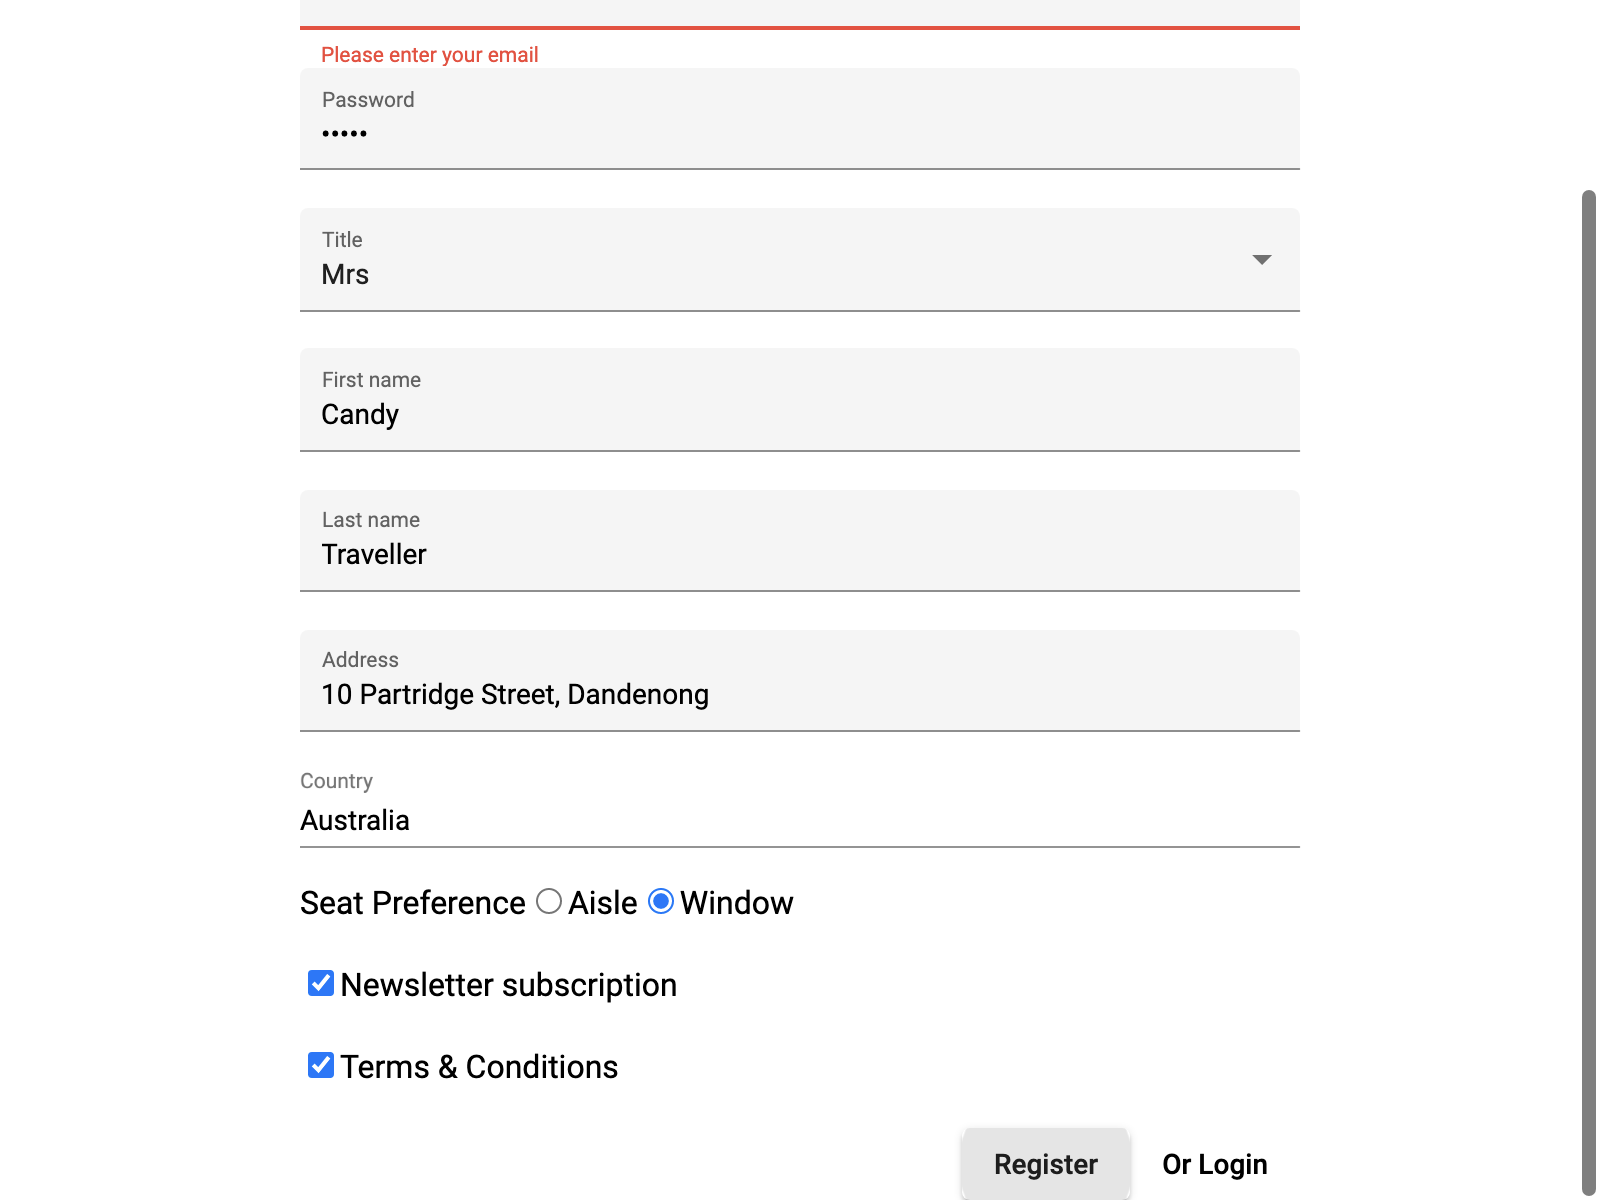 Please enter your email
Password
•••••
Title
Mrs
First name
Candy
Last name
Traveller
Address
10 Partridge Street, Dandenong
Country
Australia
Seat Preference Aisle Window
Newsletter subscription
Terms & Conditions
Register Or Login